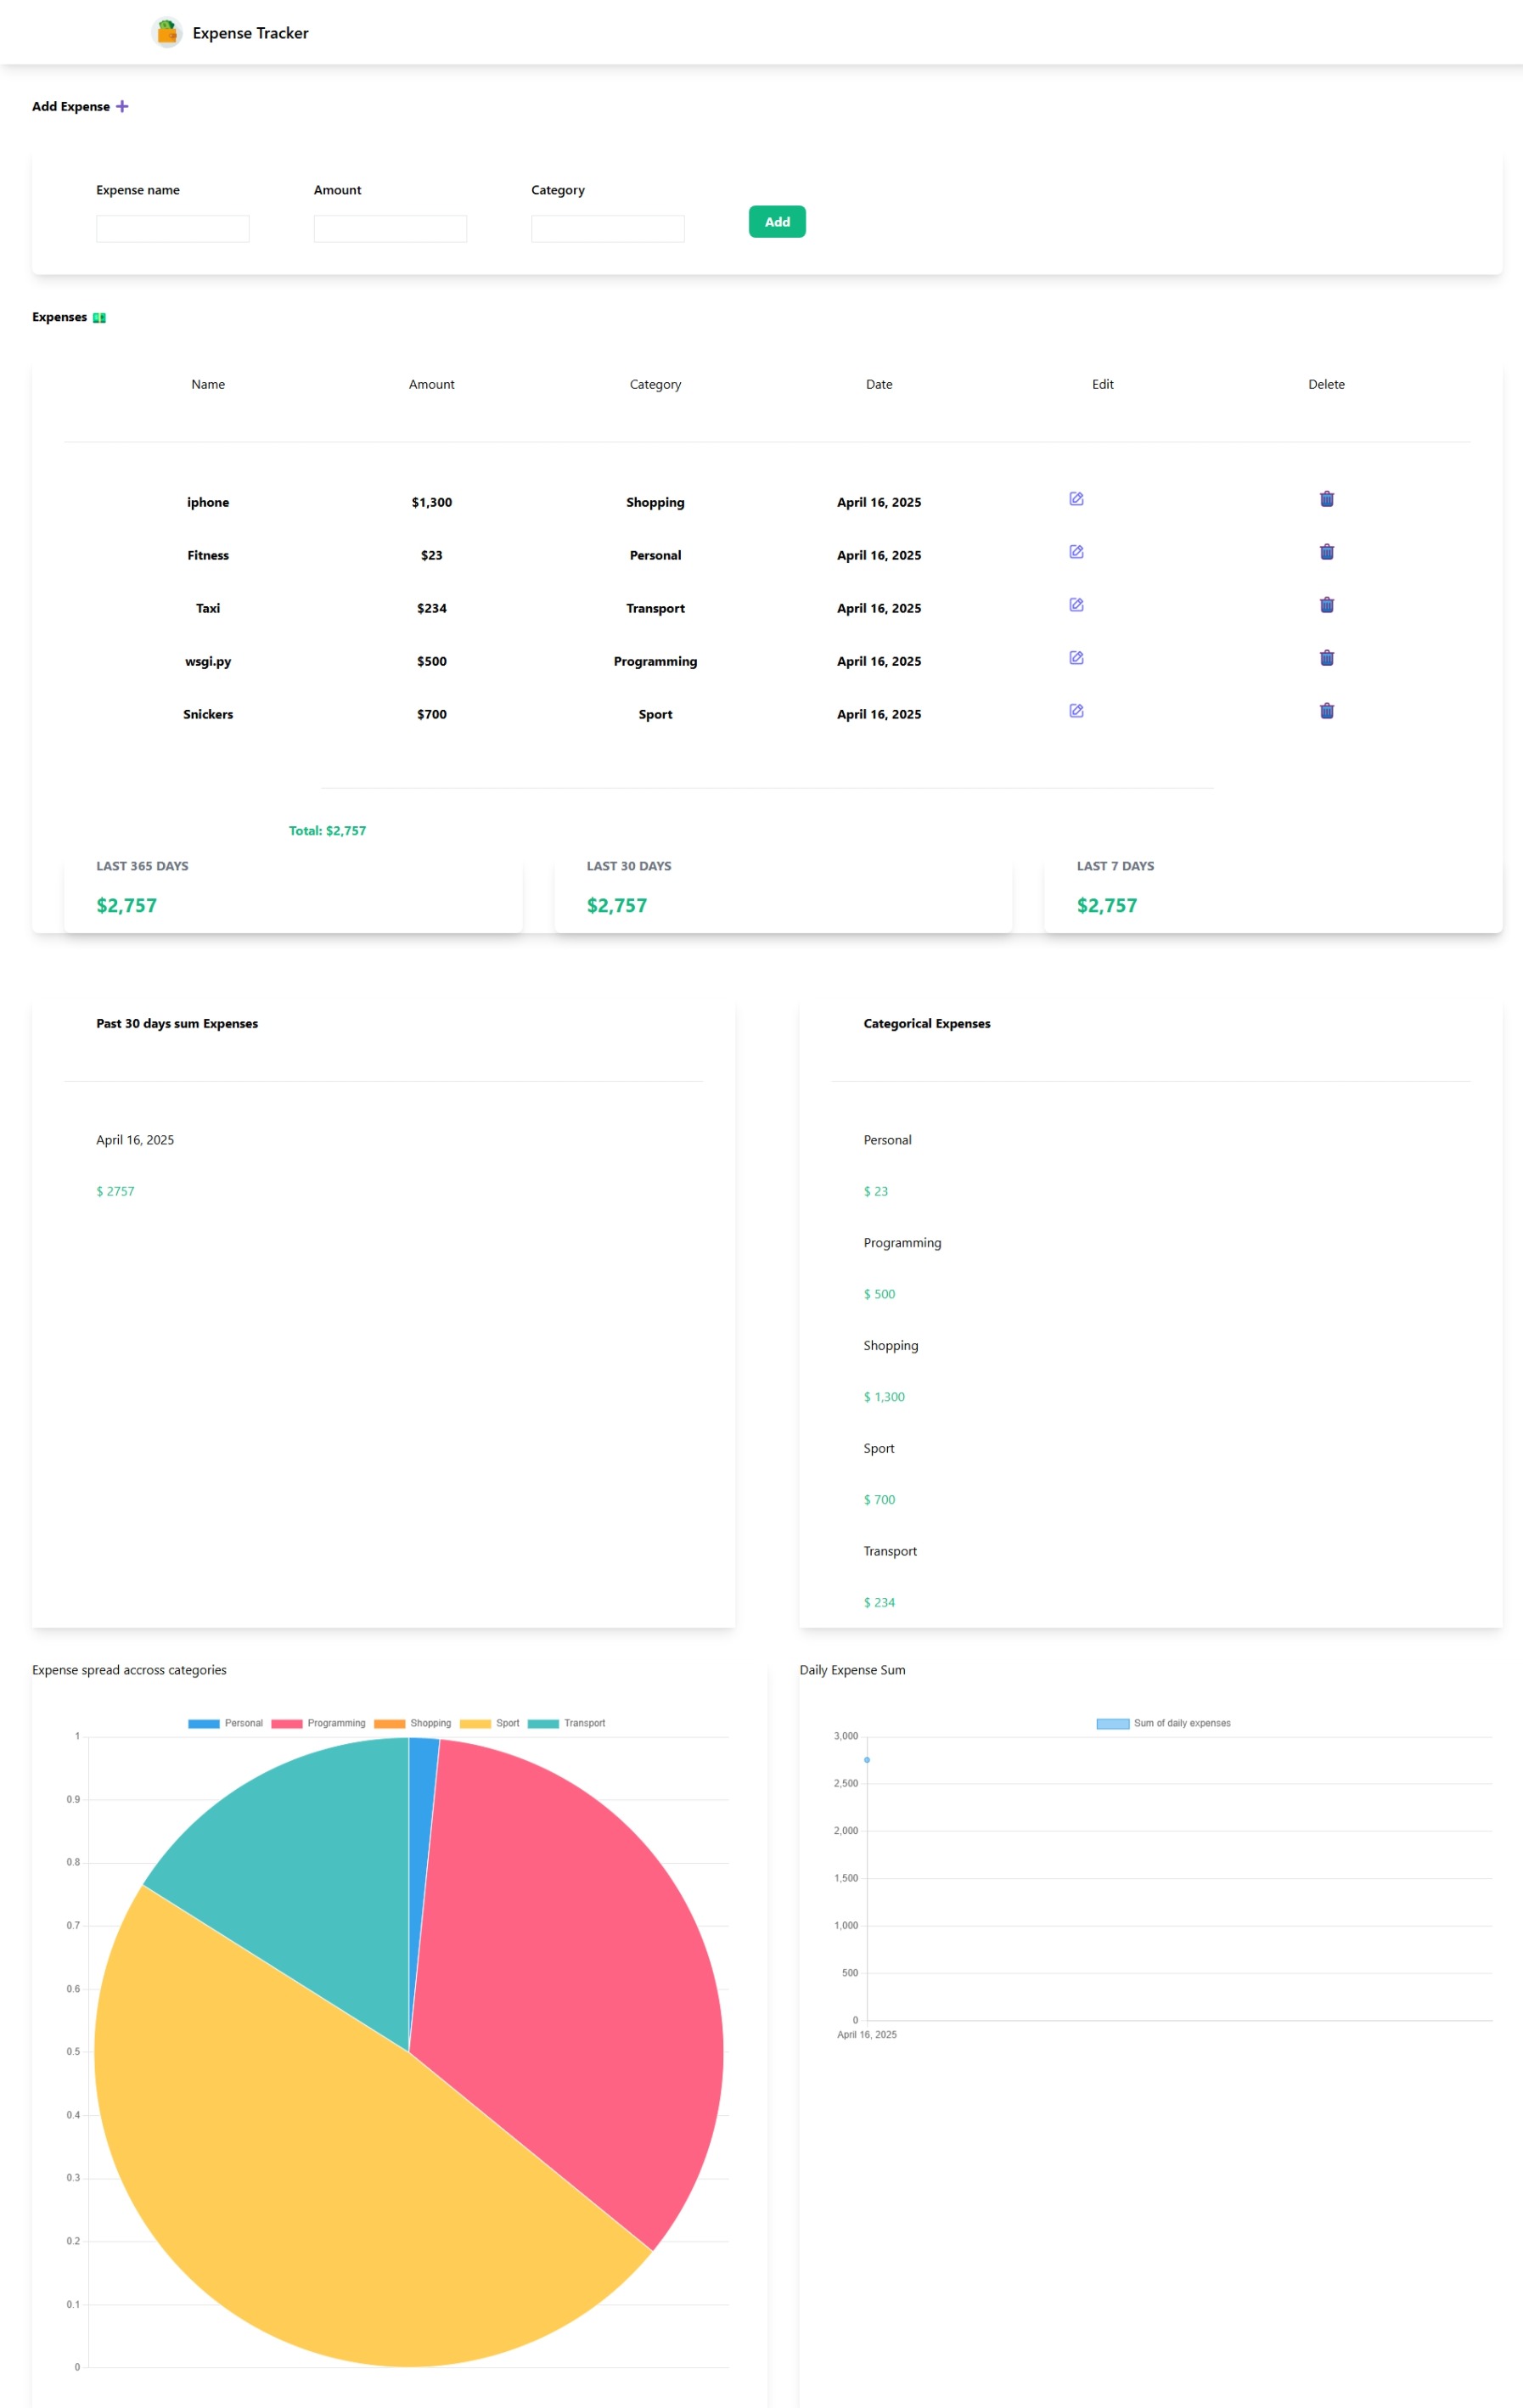 Expense Tracker
Add Expense
Expense name Amount Category
Add
Expenses
Name Amount Category Date Edit Delete
iphone $1,300 Shopping April 16, 2025
Fitness $23 Personal April 16, 2025
Taxi $234 Transport April 16, 2025
wsgi.py $500 Programming April 16, 2025
Snickers $700 Sport April 16, 2025
Total: $2,757
LAST 365 DAYS LAST 30 DAYS LAST 7 DAYS
$2,757 $2,757 $2,757
Past 30 days sum Expenses
April 16, 2025
$ 2757
Categorical Expenses
Personal
$ 23
Programming
$ 500
Shopping
$ 1,300
Sport
$ 700
Transport
$ 234
Expense spread accross categories
Personal Programming Shopping Sport Transport
1
0.9
0.8
0.7
0.6
0.5
0.4
0.3
0.2
0.1
0
Daily Expense Sum
Sum of daily expenses
3,000
2,500
2,000
1,500
1,000
500
0
April 16, 2025